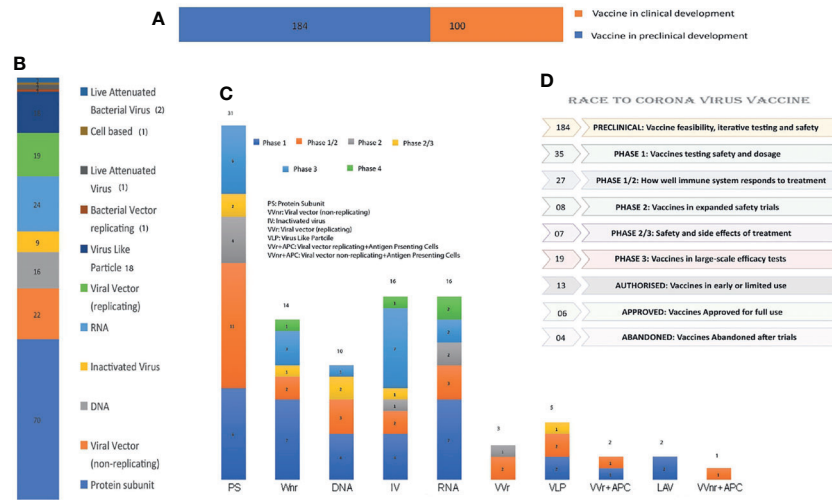 A
184
100
Vaccine in clinical development
Vaccine in preclinical development
B
19
24
9
16
22
70
Live Attenuated
Bacterial Virus (2)
Cell based (1)
Live Attenuated
Virus (1)
Bacterial Vector
replicating (1)
Virus Like
Particle 18
Viral Vector
(replicating)
RNA
Inactivated Virus
DNA
Viral Vector
(non-replicating)
Protein subunit
C
Phase 1
Phase 1/2
Phase 2
Phase 2/3
Phase 3
Phase 4
PS: Protein Subunit
VVnr: Viral vector (non-replicating)
IV: Inactivated virus
VVr: Viral vector (replicating)
VLP: Virus Like Particile
VVr+APC: Viral vector replicating+Antigen Prsenting Cells
VVnr+APC: Viral vector non-replicating+Antigen Presenting Cells
31
14
10
16
16
3
5
2
2
1
PS
Wnr
DNA
IV
RNA
VVr
VLP
VVr+APC
LAV
VVnr+APC
D
RACE TO CORONA VIRUS VACCINE
184 PRECLINICAL: Vaccine feasibility, iterative testing and safety
35 PHASE 1: Vaccines testing safety and dosage
27 PHASE 1/2: How well immune system responds to treatment
08 PHASE 2: Vaccines in expanded safety trials
07 PHASE 2/3: Safety and side effects of treatment
19 PHASE 3: Vaccines in large-scale efficacy tests
13 AUTHORISED: Vaccines in early or limited use
06 APPROVED: Vaccines Approved for full use
04 ABANDONED: Vaccines Abandoned after trials